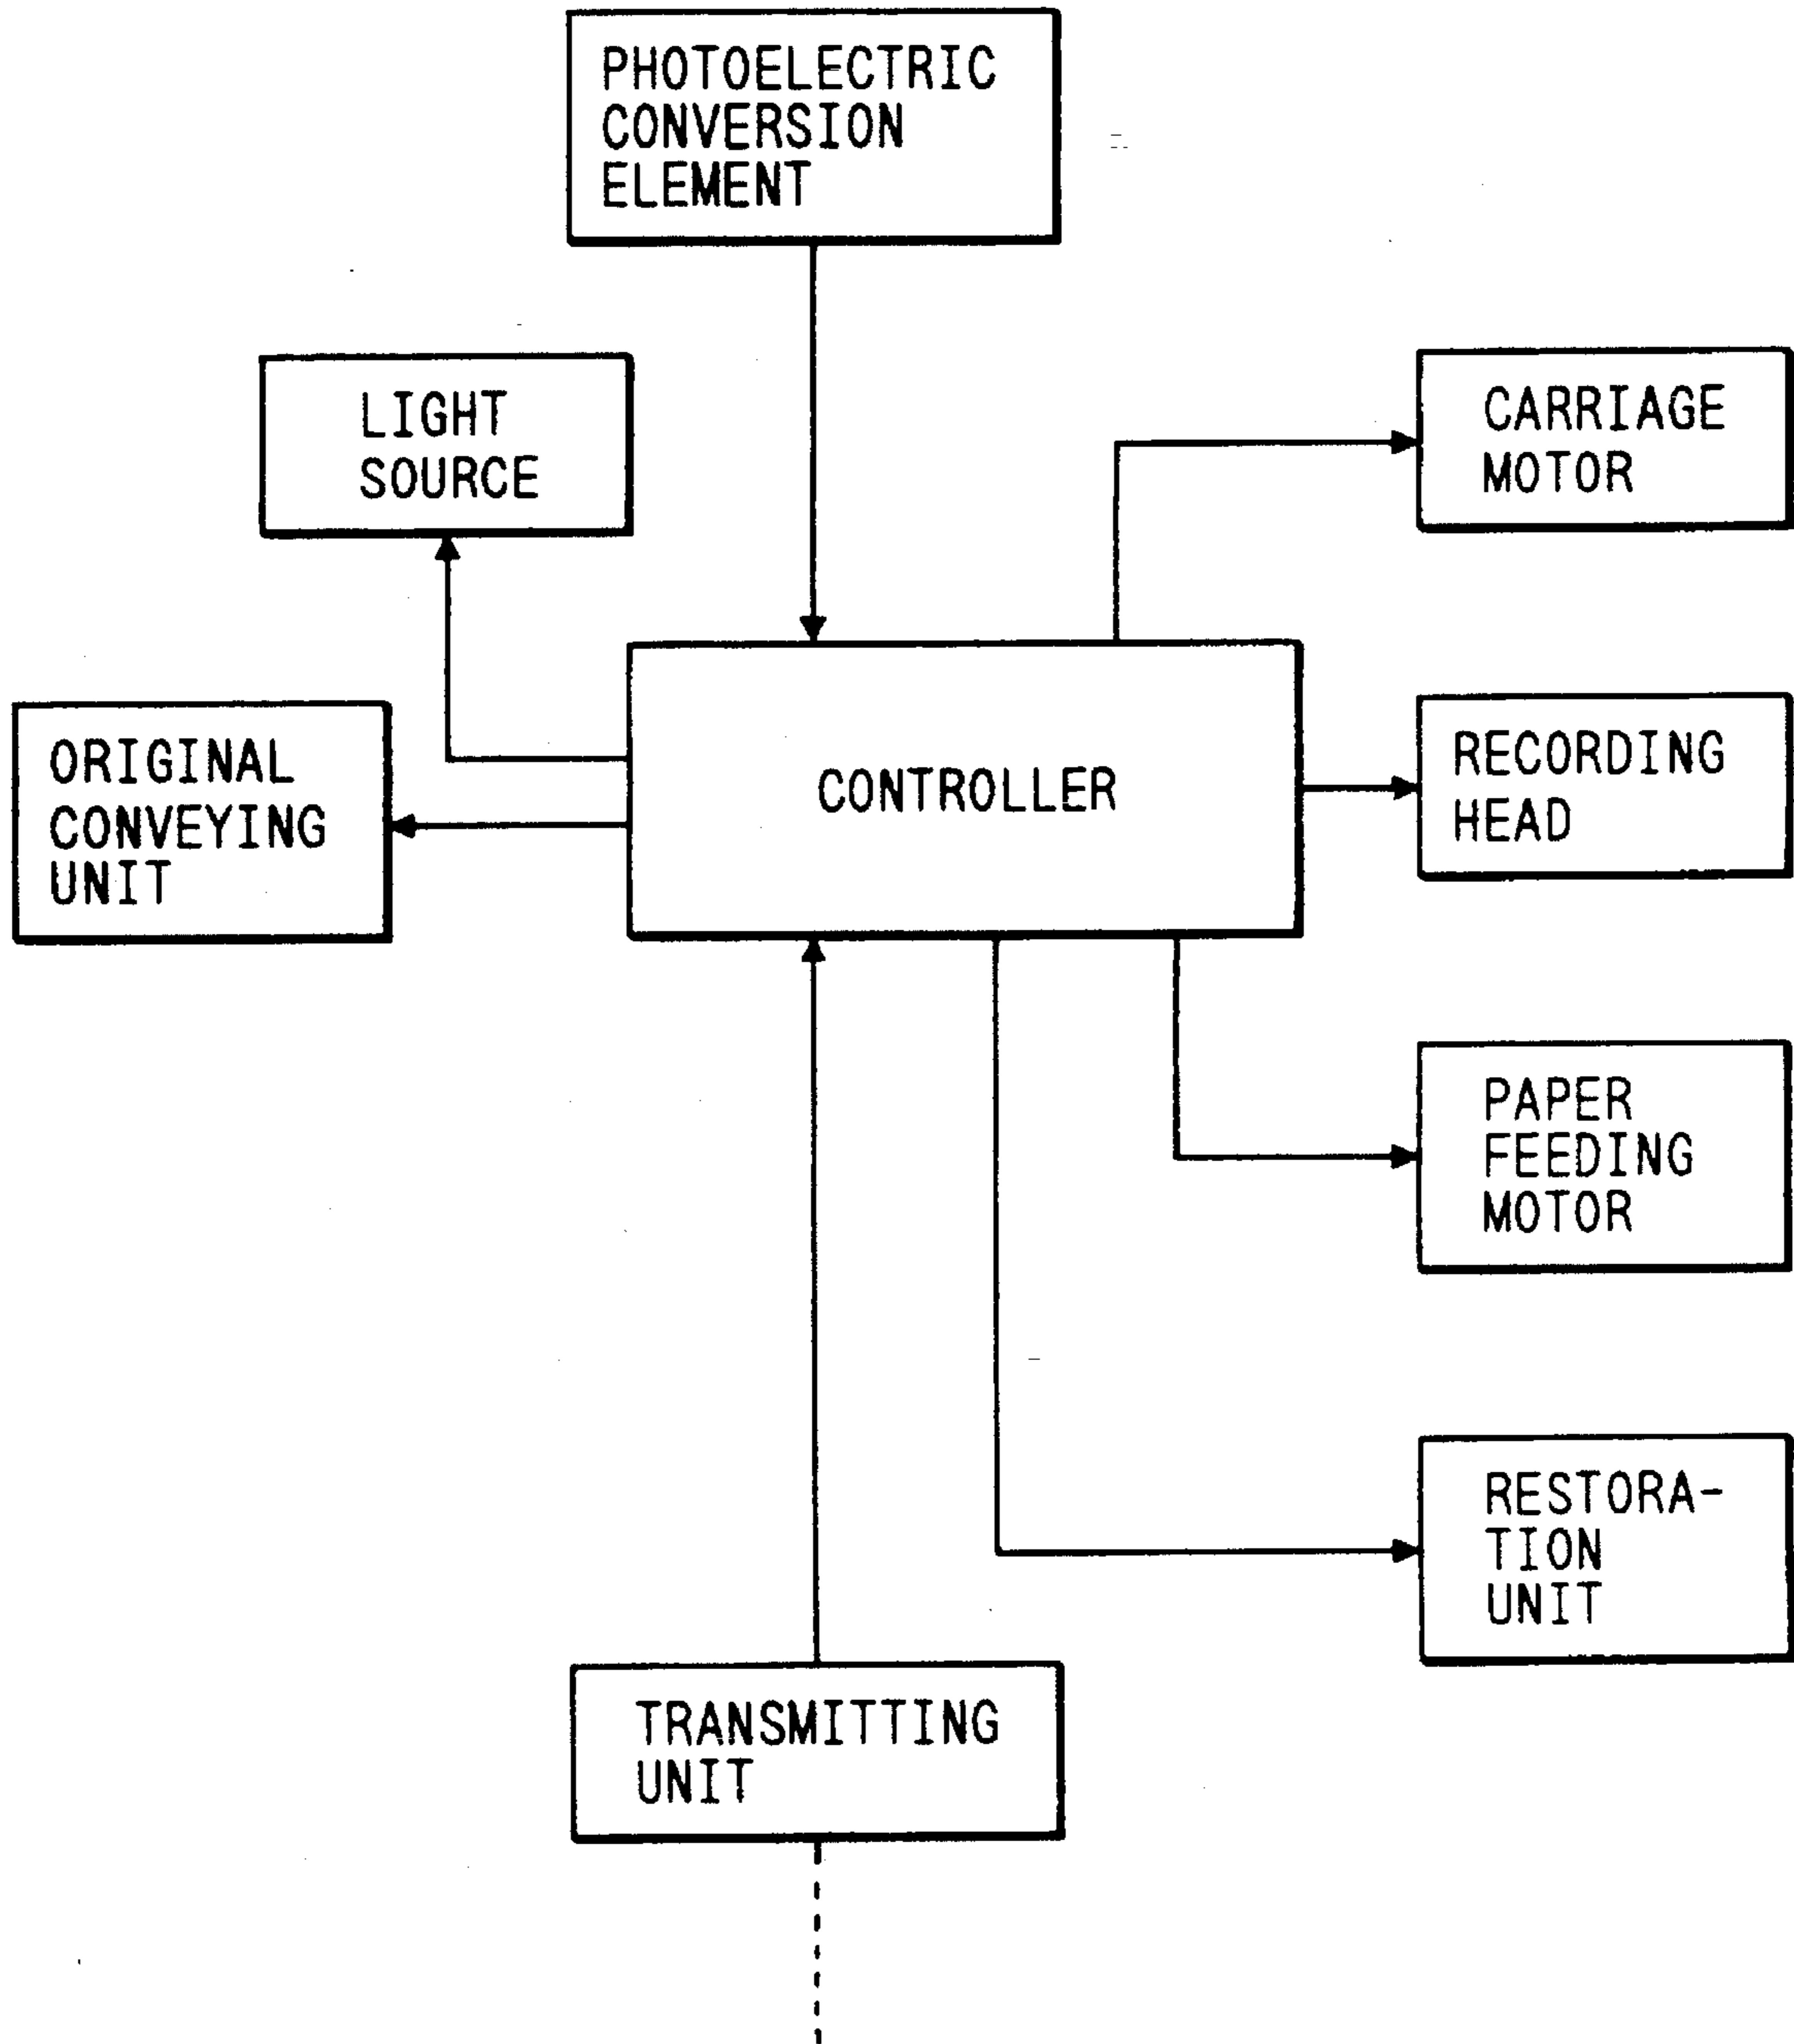 PHOTOELECTRIC
CONVERSION
ELEMENT
LIGHT
SOURCE
CARRIAGE
MOTOR
ORIGINAL
CONVEYING
UNIT
CONTROLLER
RECORDING
HEAD
PAPER
FEEDING
MOTOR
RESTORA-
TION
UNIT
TRANSMITTING
UNIT